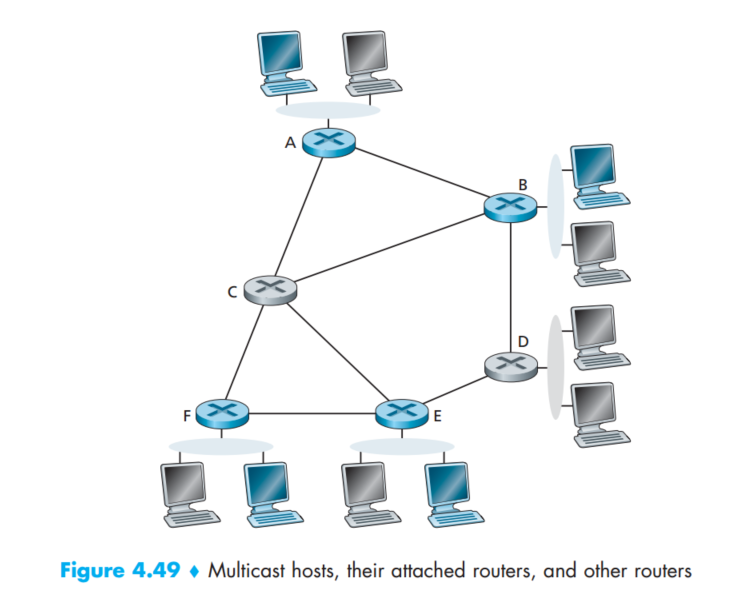 A
B
C
D
F
E
Figure 4.49 ♦ Multicast hosts, their attached routers, and other routers